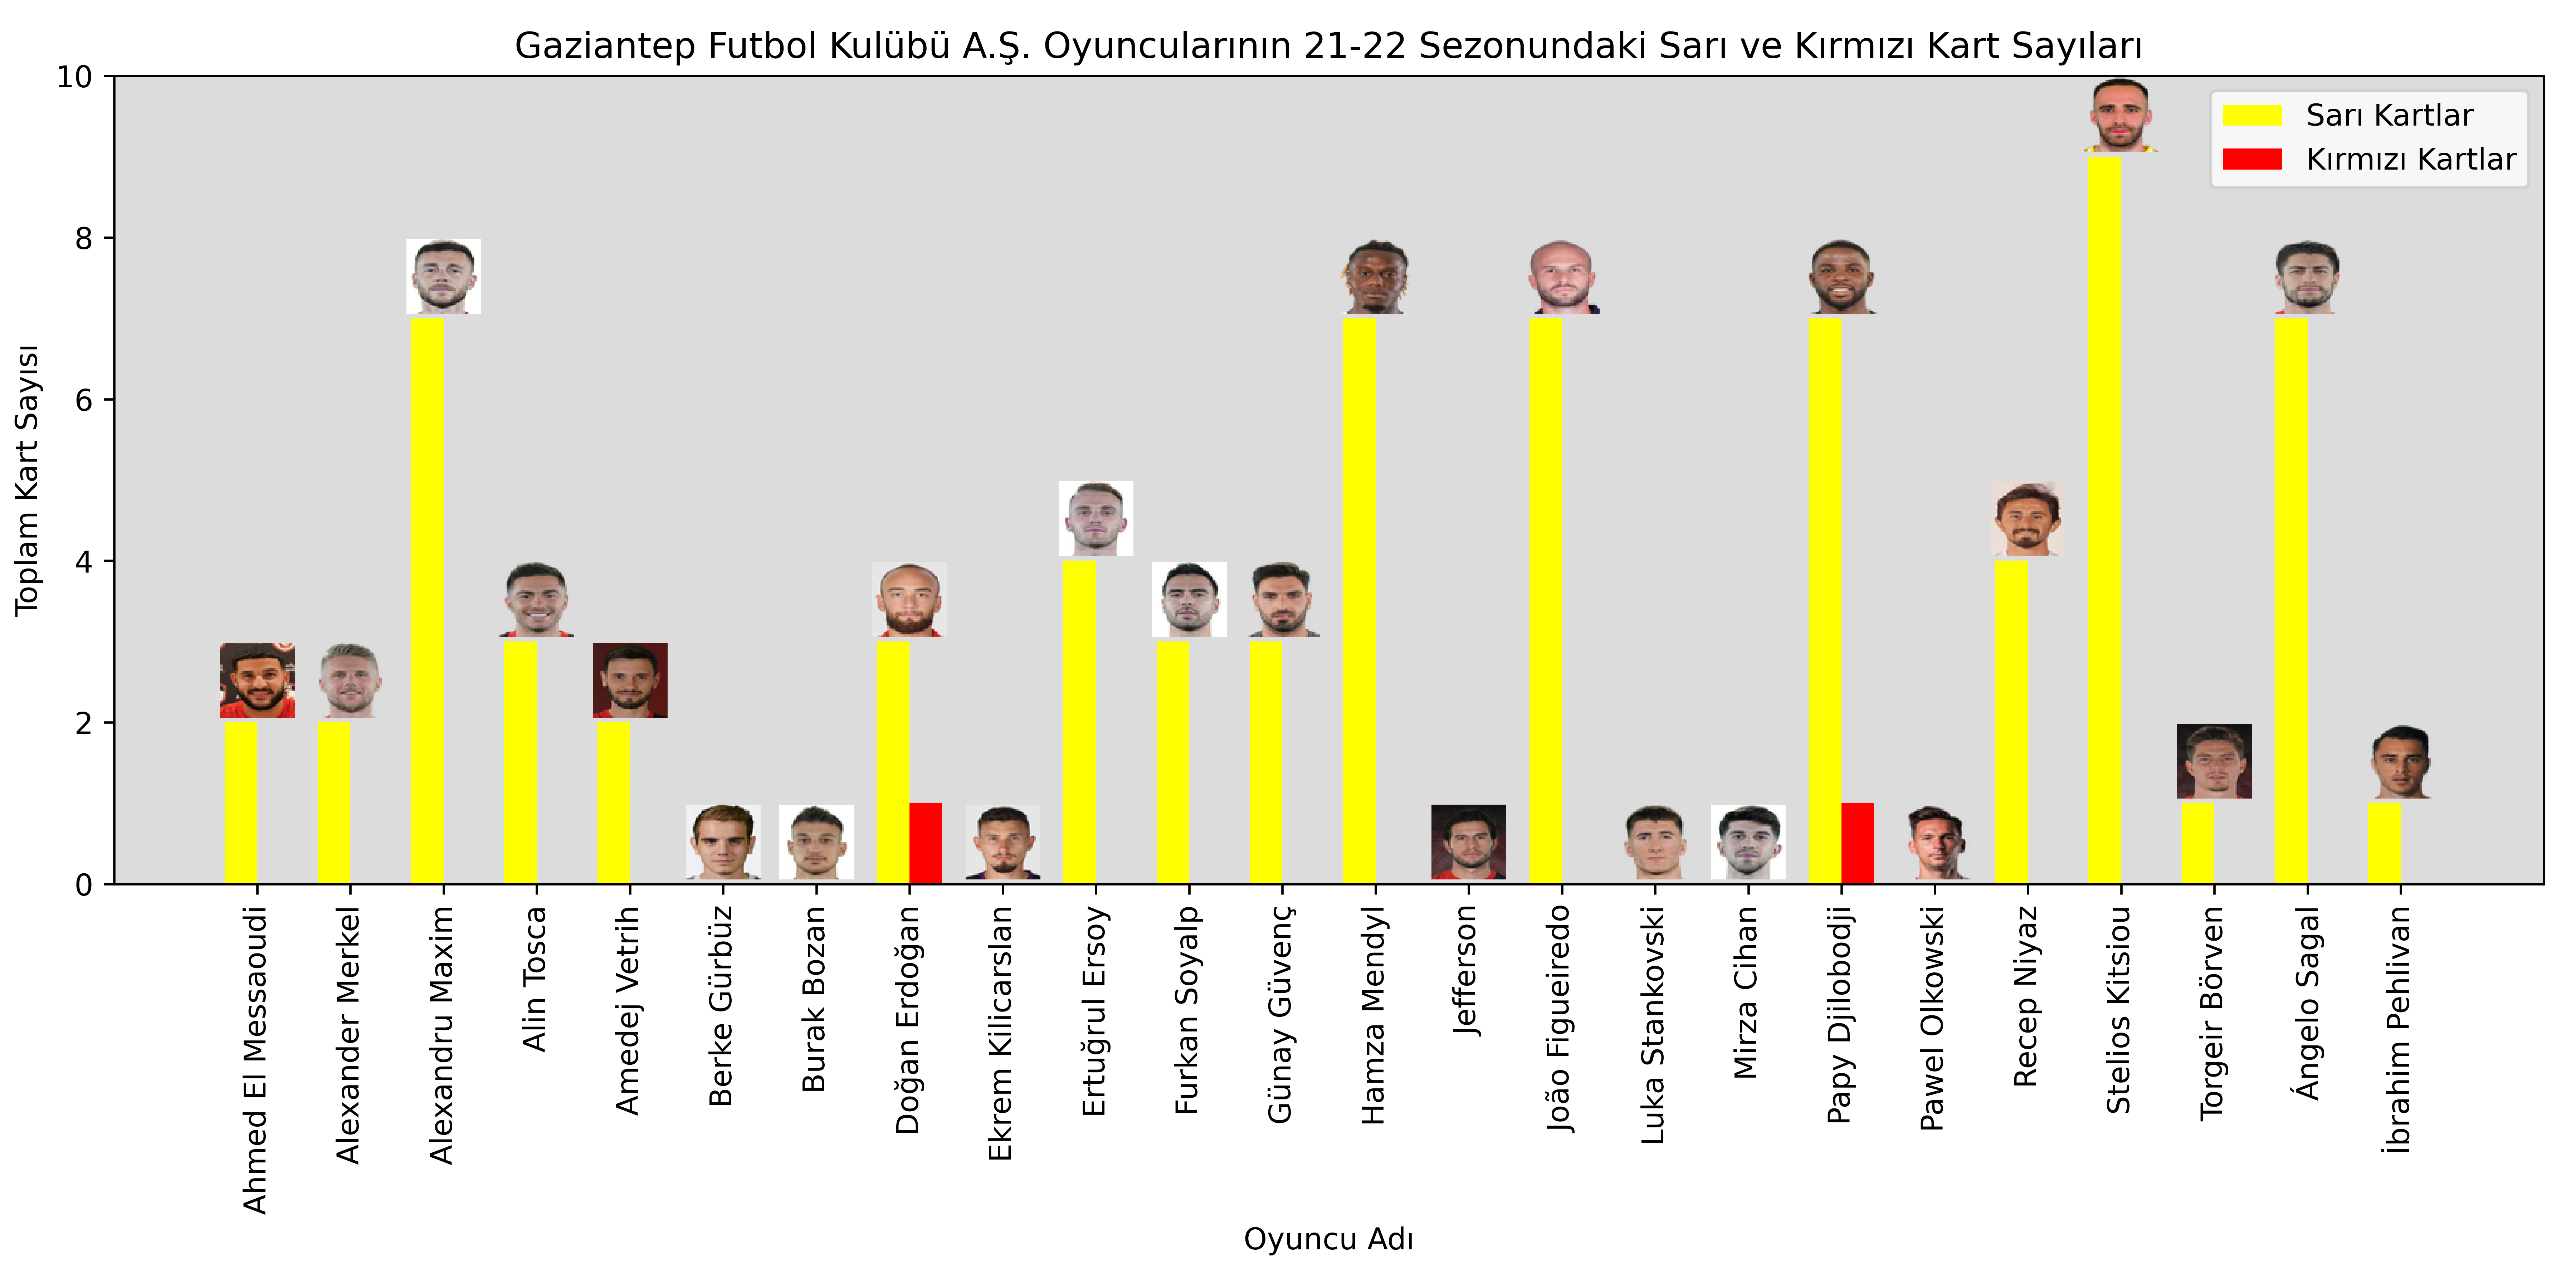 Gaziantep Futbol Kulübü A.Ş. Oyuncularının 21-22 Sezonundaki Sarı ve Kırmızı Kart Sayıları
Sarı Kartlar
Kırmızı Kartlar
Toplam Kart Sayısı
10
8
6
4
2
0
Ahmed El Messaoudi
Alexander Merkel
Alexandru Maxim
Alin Tosca
Amedej Vetrih
Berke Gürbüz
Burak Bozan
Doğan Erdoğan
Ekrem Kilicarslan
Ertuğrul Ersoy
Furkan Soyalp
Günay Güvenç
Hamza Mendyl
Jefferson
João Figueiredo
Luka Stankovski
Mirza Cihan
Papy Djilobodji
Pawel Olkowski
Recep Niyaz
Stelios Kitsiou
Torgeir Börven
Ángelo Sagal
İbrahim Pehlivan
Oyuncu Adı